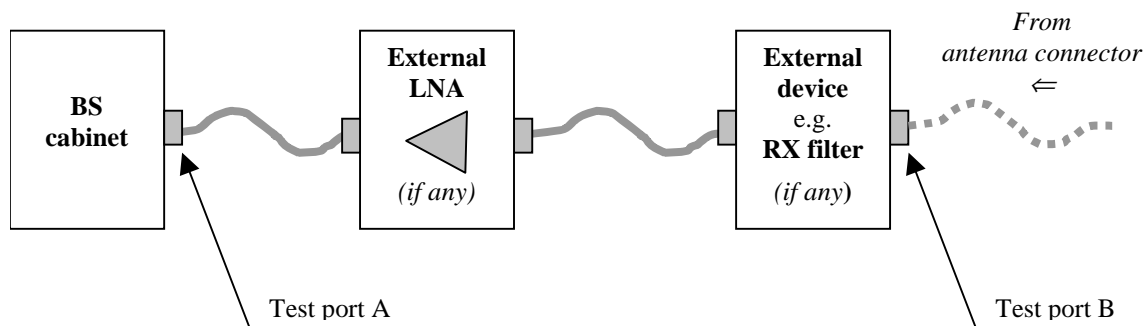 BS
cabinet
External
LNA
(if any)
External
device
e.g.
RX filter
(if any)
From
antenna connector
⇐
Test port A
Test port B